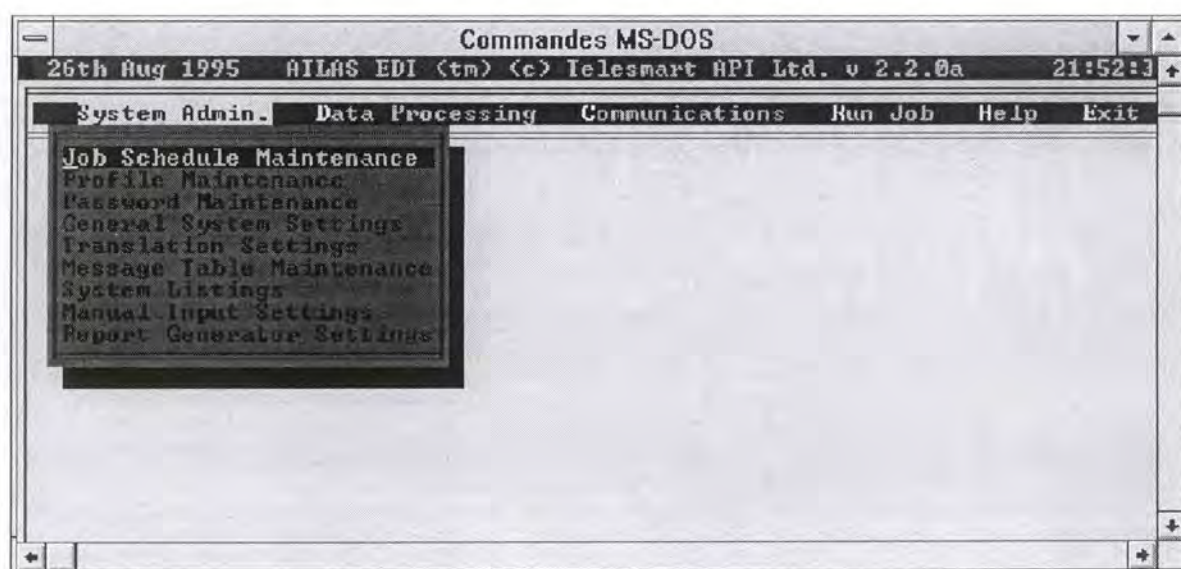 Commandes MS-DOS
26th Aug 1995 AILAS EDI (tm) (c) Telesmart API Ltd. v 2.2.0a 21:52:3
System Admin. Data Processing Communications Run Job Help Exit
Job Schedule Maintenance
Profile Maintenance
Password Maintenance
General System Settings
Translation Settings
Message Table Maintenance
System Listings
Manual Input Settings
Report Generator Settings